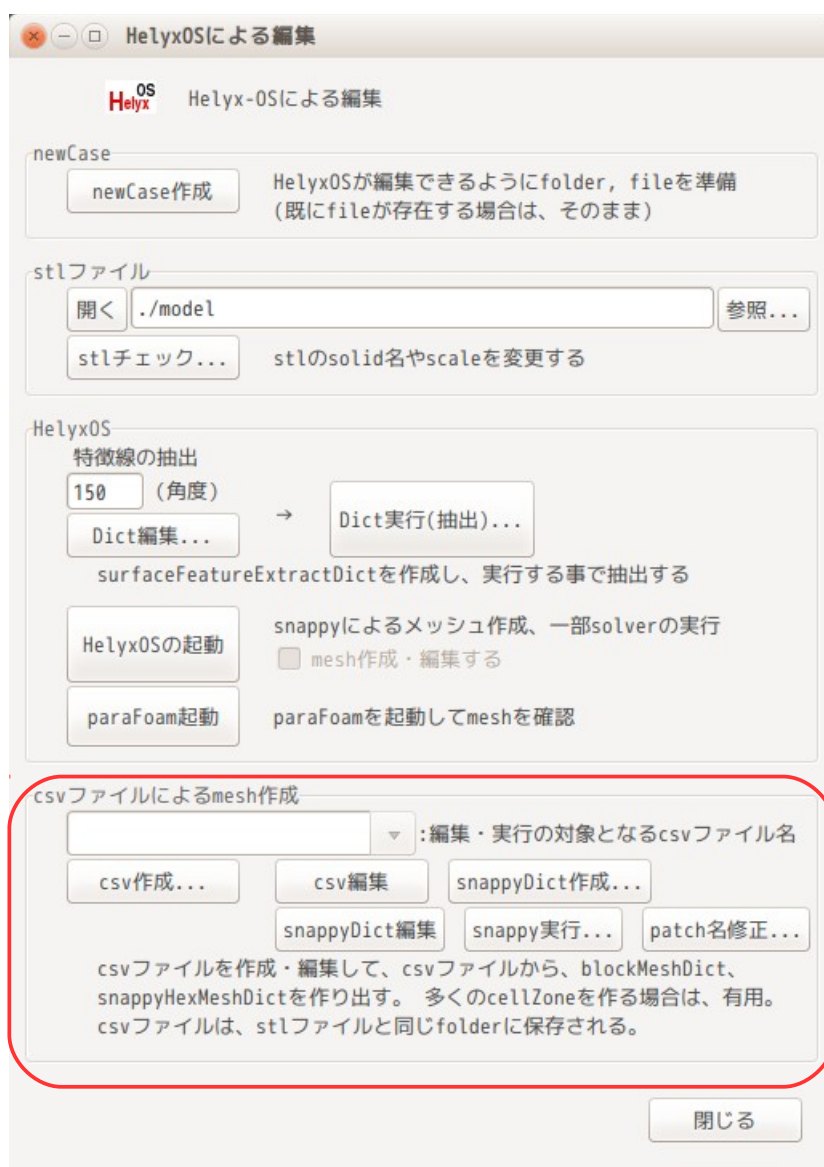 HelyxOSによる編集
Helyx OS
Helyx-OSによる編集
newCase
newCase作成
HelyxOSが編集できるようにfolder, fileを準備
(既にfileが存在する場合は、そのまま)
stlファイル
開く ./model 参照...
stlチェック... stlのsolid名やscaleを変更する
HelyxOS
特徴線の抽出
150 (角度)
Dict編集... → Dict実行(抽出)...
surfaceFeatureExtractDictを作成し、実行する事で抽出する
HelyxOSの起動
snappyによるメッシュ作成、一部solverの実行
mesh作成・編集する
paraFoam起動 paraFoamを起動してmeshを確認
csvファイルによるmesh作成
:編集・実行の対象となるcsvファイル名
csv作成... csv編集 snappyDict作成...
snappyDict編集 snappy実行... patch名修正...
csvファイルを作成・編集して、csvファイルから、blockMeshDict、
snappyHexMeshDictを作り出す。 多くのcellZoneを作る場合は、有用。
csvファイルは、stlファイルと同じfolderに保存される。
閉じる